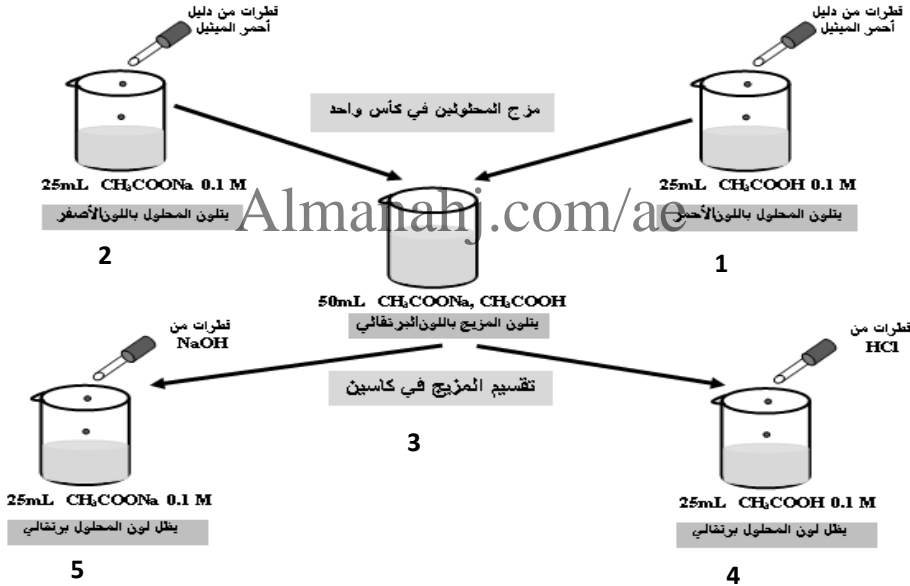 قطرات من دليل
أحمر الميثيل
قطرات من دليل
أحمر الميثيل
مزج المحلولين في كأس واحد
25mL CH₃COOH 0.1 M
يتلون المحلول باللون الأحمر
1
25mL CH₃COONa 0.1 M
يتلون المحلول باللون الأصفر
2
Almanahj.com/ae
50mL CH₃COONa, CH₃COOH
يتلون المزيج باللون البرتقالي
قطرات من
HCl
قطرات من
NaOH
تقسيم المزيج في كاسين
3
25mL CH₃COOH 0.1 M
يظل لون المحلول برتقالي
4
25mL CH₃COONa 0.1 M
يظل لون المحلول برتقالي
5